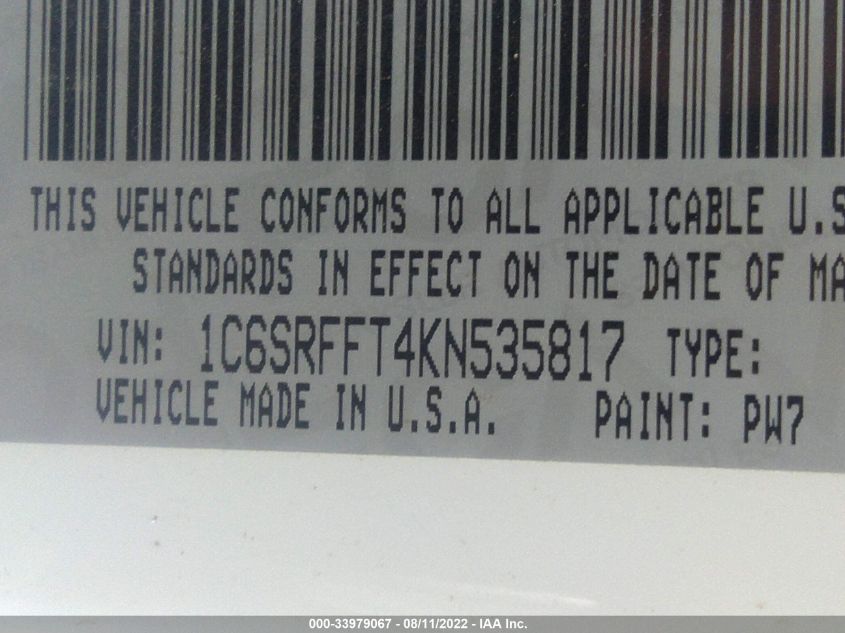 THIS VEHICLE CONFORMS TO ALL APPLICABLE U.S
STANDARDS IN EFFECT ON THE DATE OF MA
VIN: 1C6SRFFT4KN535817 TYPE:
VEHICLE MADE IN U.S.A. PAINT: PW7
000-33979067 - 08/11/2022 - IAA Inc.